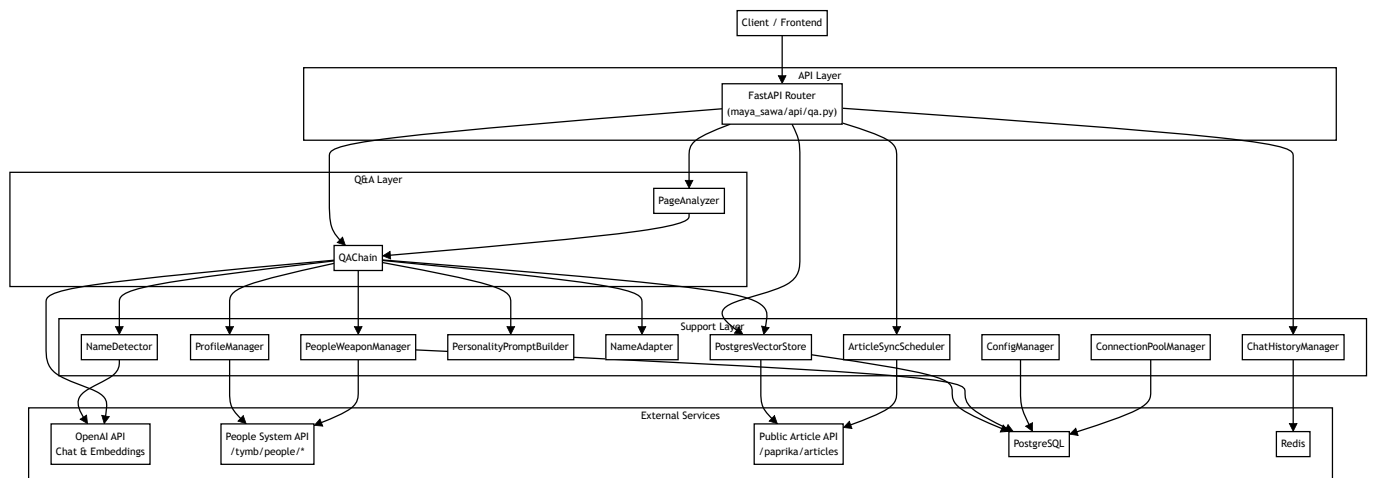 Client / Frontend
API Layer
FastAPI Router
(maya_sawa/api/qa.py)
Q&A Layer
PageAnalyzer
QAChain
Support Layer
NameDetector
ProfileManager
PeopleWeaponManager
PersonalityPromptBuilder
NameAdapter
PostgresVectorStore
ArticleSyncScheduler
ConfigManager
ConnectionPoolManager
ChatHistoryManager
External Services
OpenAI API
Chat & Embeddings
People System API
/tymb/people/*
Public Article API
/paprika/articles
PostgreSQL
Redis